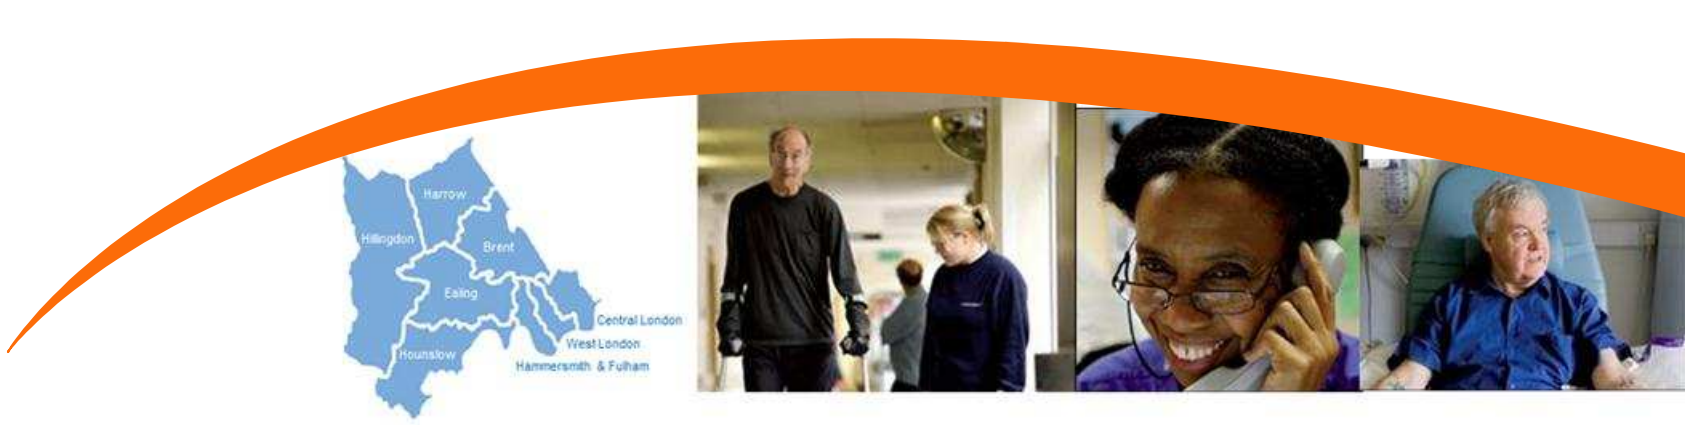 Harrow
Hillingdon
Brent
Ealing
Central London
West London
Hounslow
Hammersmith & Fulham